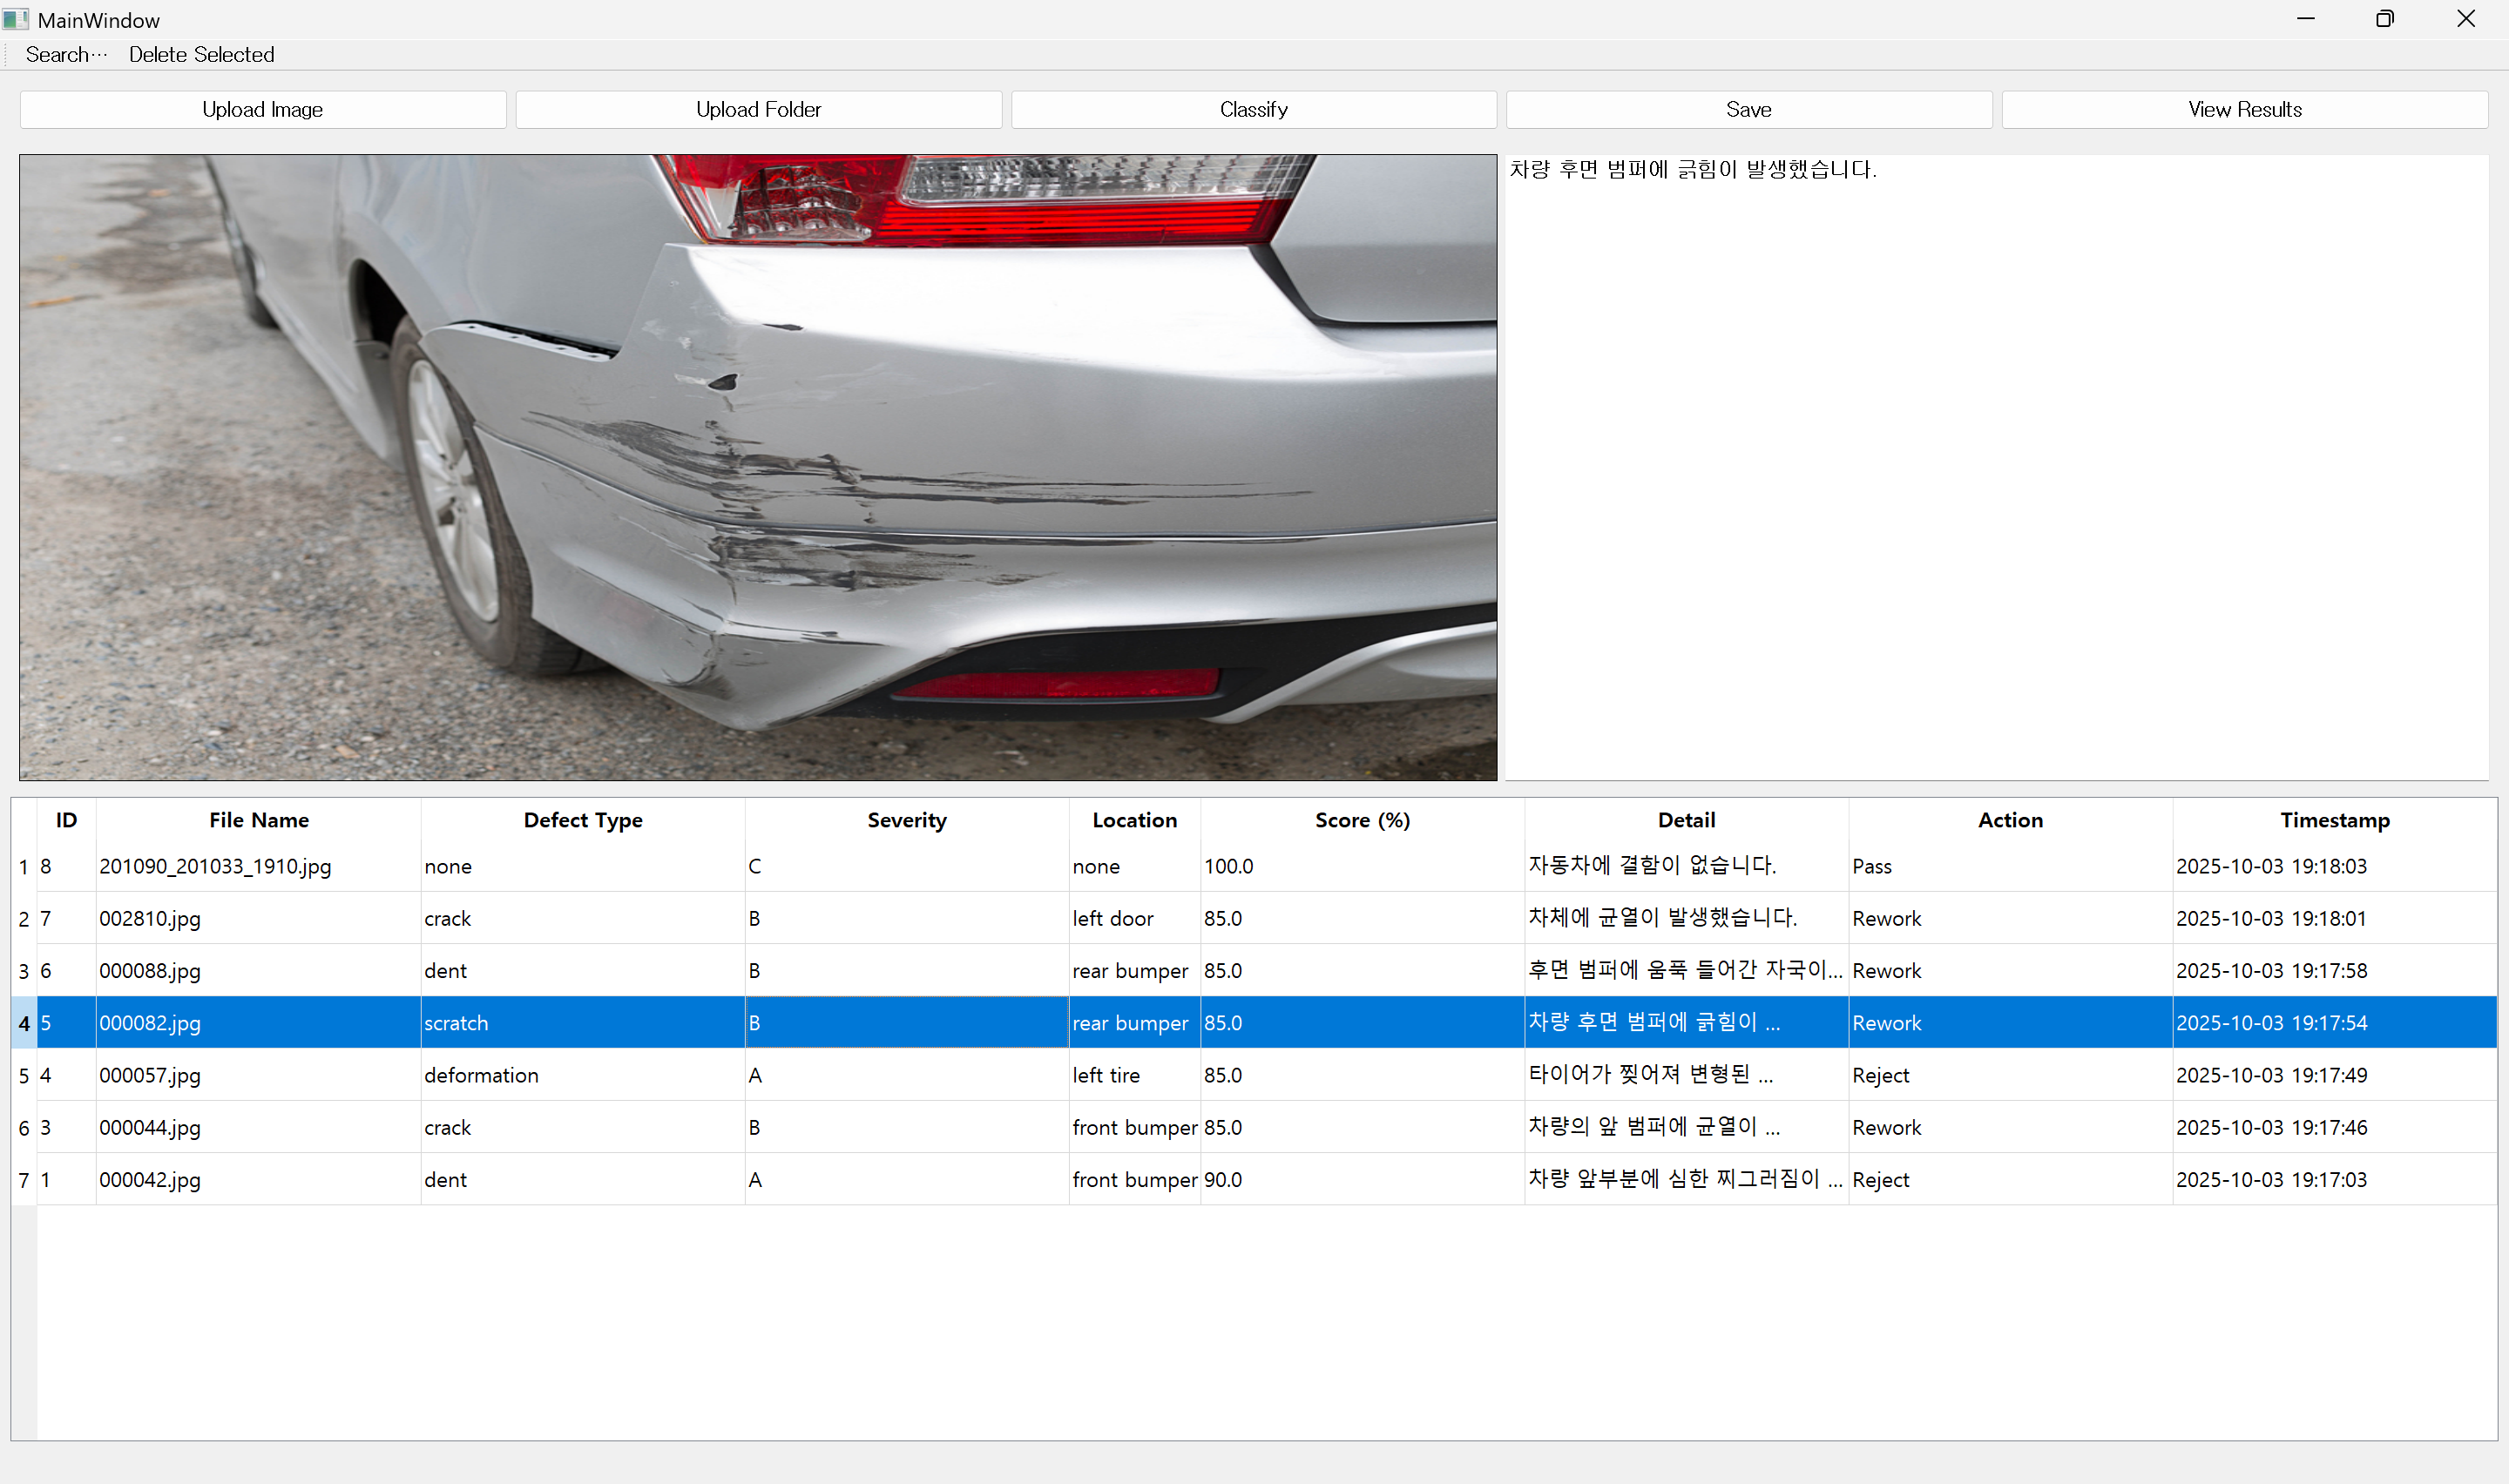 MainWindow
Search… Delete Selected
Upload Image Upload Folder Classify Save View Results
차량 후면 범퍼에 긁힘이 발생했습니다.
ID File Name Defect Type Severity Location Score (%) Detail Action Timestamp
1 8 201090_201033_1910.jpg none C none 100.0 자동차에 결함이 없습니다. Pass 2025-10-03 19:18:03
2 7 002810.jpg crack B left door 85.0 차체에 균열이 발생했습니다. Rework 2025-10-03 19:18:01
3 6 000088.jpg dent B rear bumper 85.0 후면 범퍼에 움푹 들어간 자국이... Rework 2025-10-03 19:17:58
4 5 000082.jpg scratch B rear bumper 85.0 차량 후면 범퍼에 긁힘이 ... Rework 2025-10-03 19:17:54
5 4 000057.jpg deformation A left tire 85.0 타이어가 찢어져 변형된 ... Reject 2025-10-03 19:17:49
6 3 000044.jpg crack B front bumper 85.0 차량의 앞 범퍼에 균열이 ... Rework 2025-10-03 19:17:46
7 1 000042.jpg dent A front bumper 90.0 차량 앞부분에 심한 찌그러짐이 ... Reject 2025-10-03 19:17:03